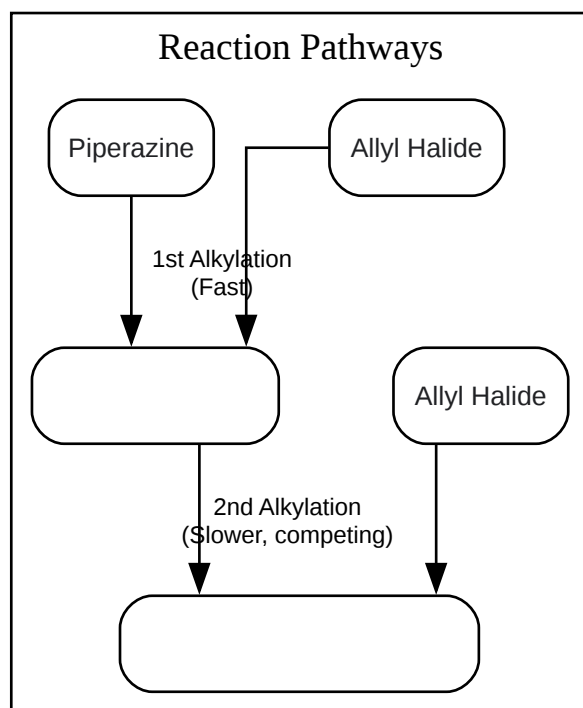 Reaction Pathways
Piperazine
Allyl Halide
1st Alkylation
(Fast)
Allyl Halide
2nd Alkylation
(Slower, competing)